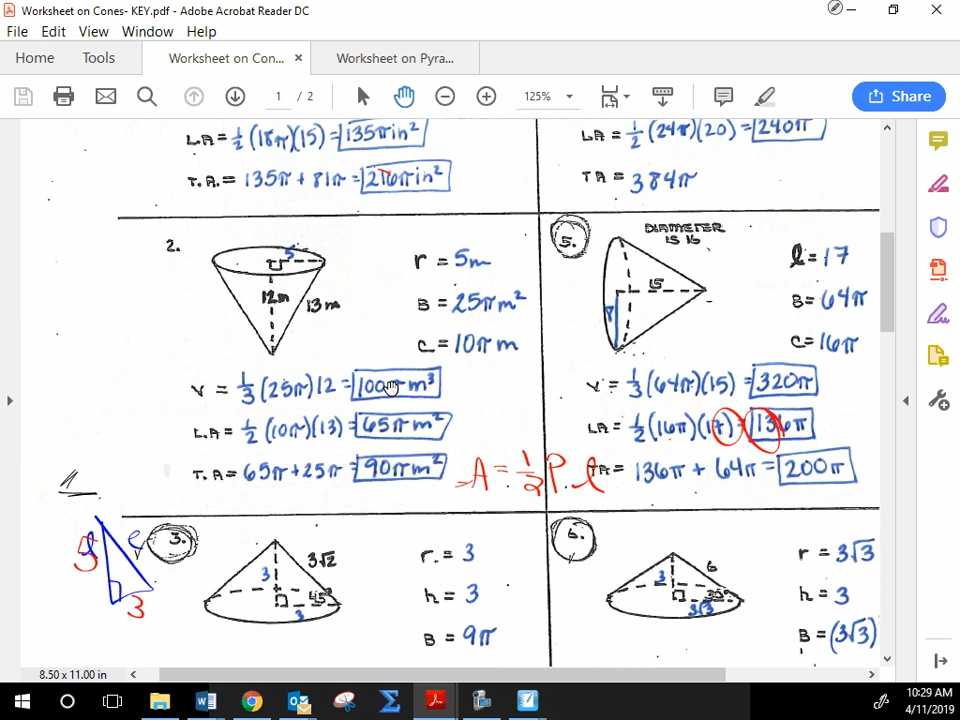 Worksheet on Cones- KEY.pdf - Adobe Acrobat Reader DC
File Edit View Window Help
Home Tools Worksheet on Con... × Worksheet on Pyra...
1 / 2 125% Share
L.A = ½ (18π)(15) = 135π in²
T.A. = 135π + 81π = 216π in²
LA = ½ (24π)(20) = 240π
TA = 384π
2.
5
12m
13m
r = 5m
B = 25π m²
C = 10π m
V = ⅓ (25π) 12 = 100π m³
L.A = ½ (10π)(13) = 65π m²
T.A = 65π + 25π = 90π m²
5.
DIAMETER
IS 16
15
8
l = 17
B = 64π
C = 16π
V = ⅓ (64π)(15) = 320π
LA = ½ (16π)(17) = 136π
TA = 136π + 64π = 200π
A = ½ P · l
5 l 3
3.
3
3√2
45°
3
r = 3
h = 3
B = 9π
6.
3
6
30°
3√3
r = 3√3
h = 3
B = (3√3)
8.50 x 11.00 in
10:29 AM
4/11/2019